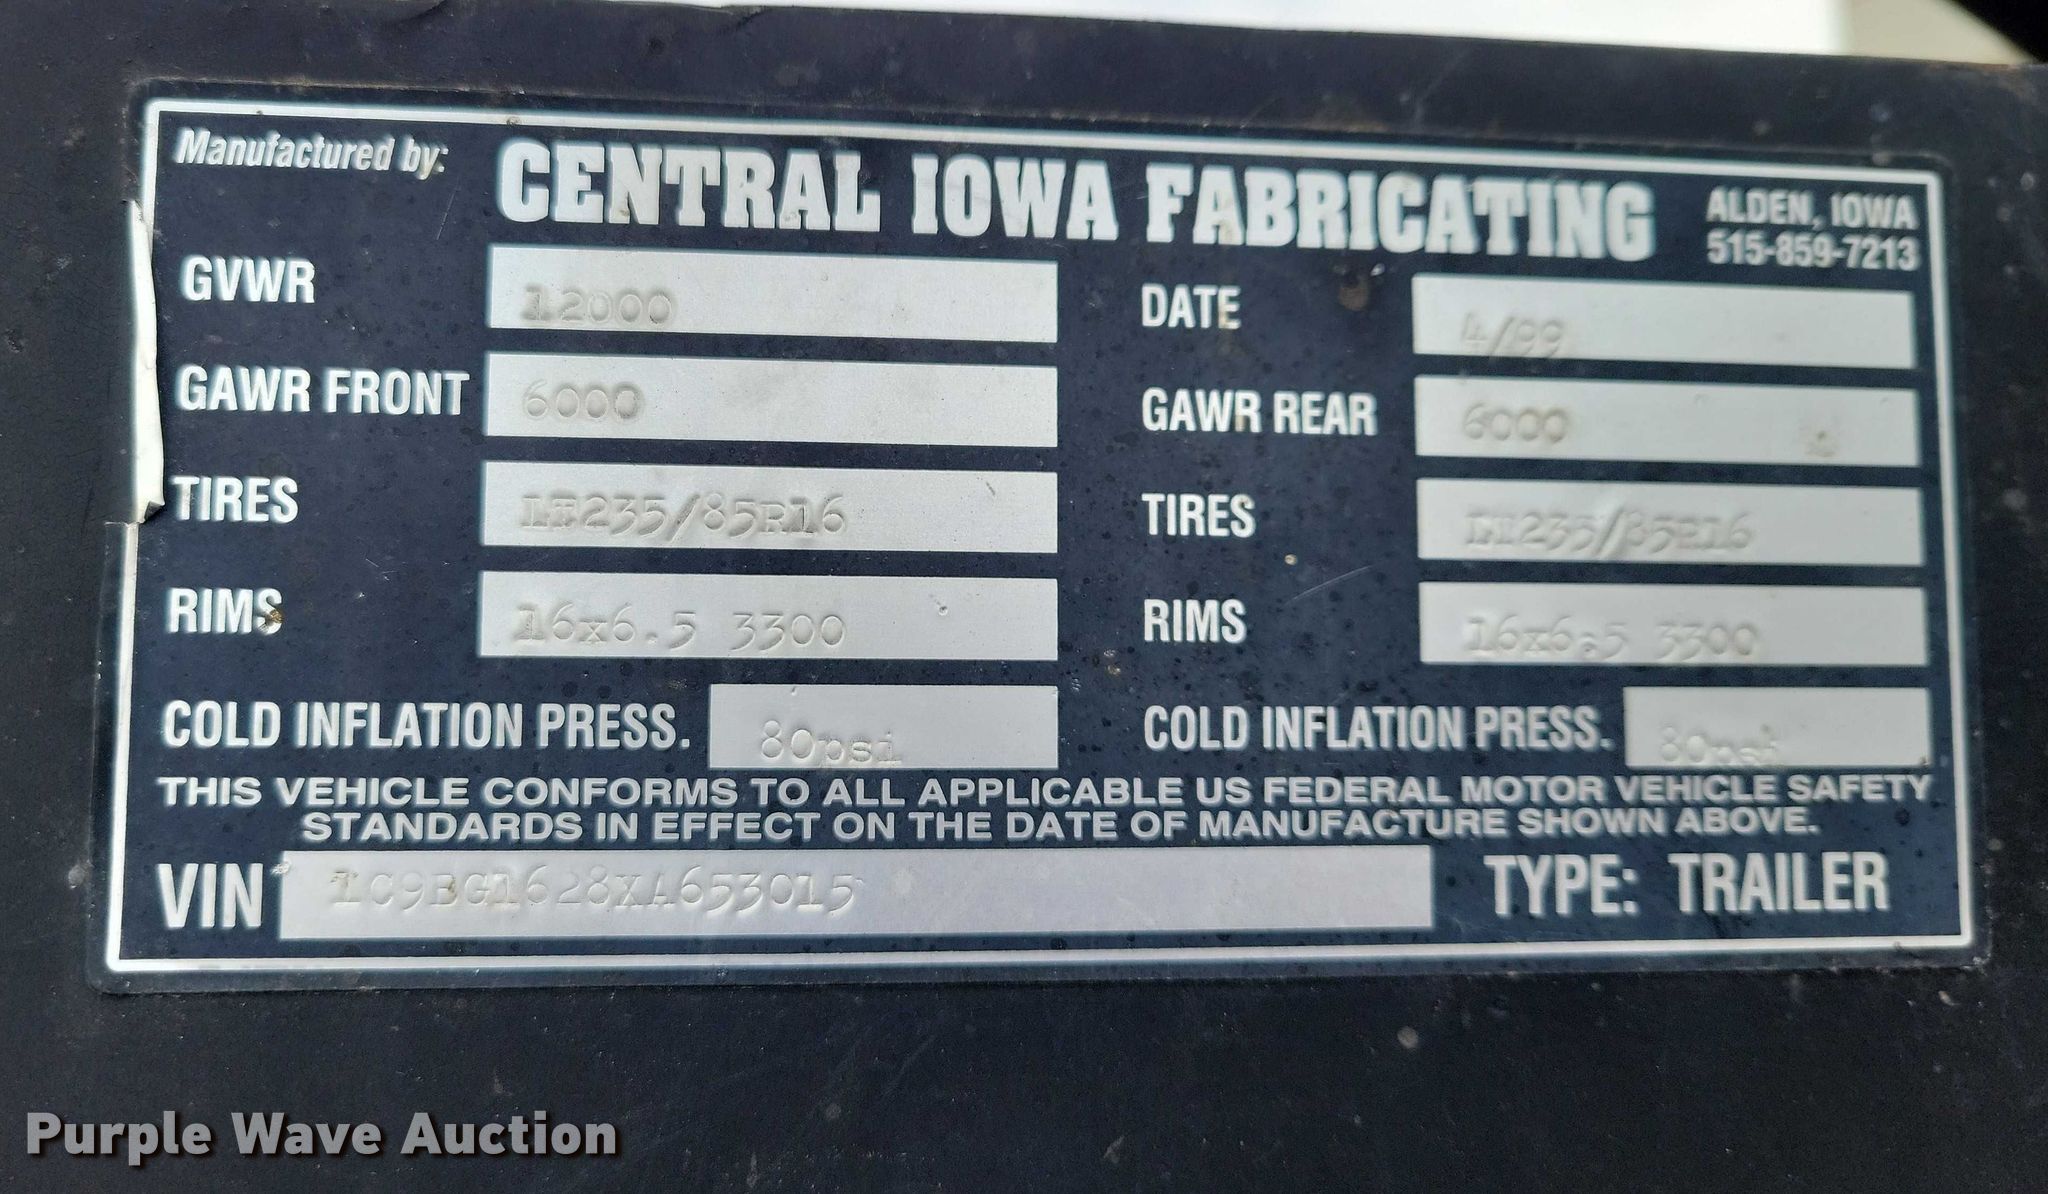 Manufactured by: CENTRAL IOWA FABRICATING ALDEN, IOWA
515-859-7213
GVWR 12000 DATE 4/99
GAWR FRONT 6000 GAWR REAR 6000
TIRES LT235/85R16 TIRES LT235/85R16
RIMS 16x6.5 3300 RIMS 16x6.5 3300
COLD INFLATION PRESS. 80psi COLD INFLATION PRESS. 80psi
THIS VEHICLE CONFORMS TO ALL APPLICABLE US FEDERAL MOTOR VEHICLE SAFETY
STANDARDS IN EFFECT ON THE DATE OF MANUFACTURE SHOWN ABOVE.
VIN 1C9BG1628XA653015 TYPE: TRAILER
Purple Wave Auction